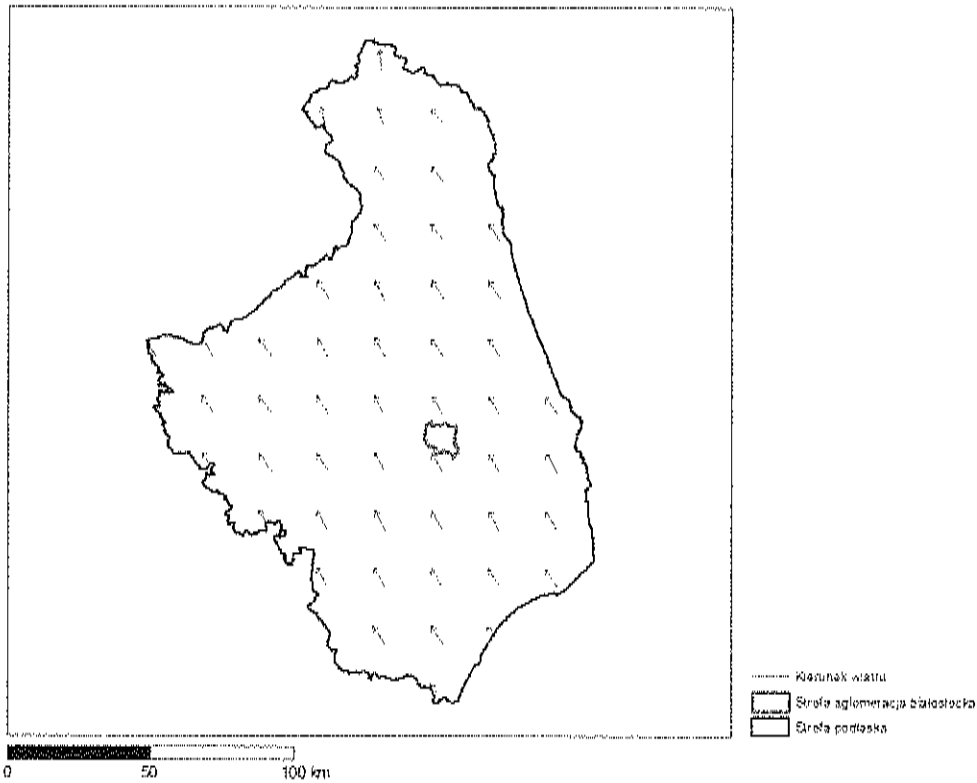 Kierunek wiatru
Strefa aglomeracja białostocka
Strefa podlaska
0 50 100 km